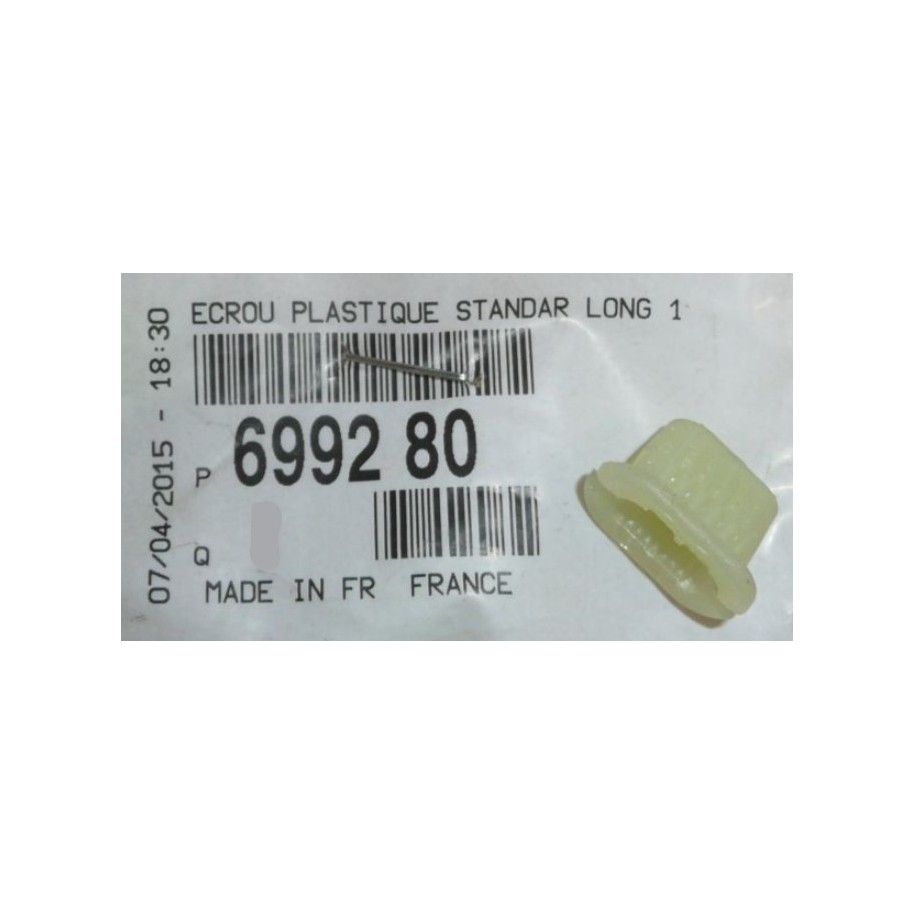 ECROU PLASTIQUE STANDAR LONG 1
P 6992 80
Q
MADE IN FR FRANCE
07/04/2015 - 18:30